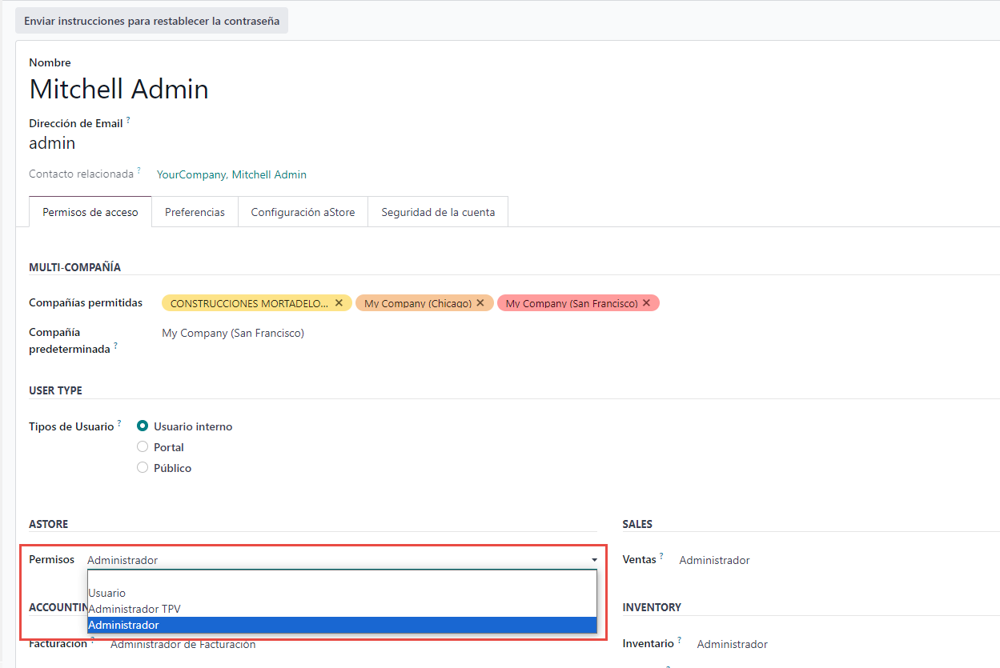 Enviar instrucciones para restablecer la contraseña
Nombre
Mitchell Admin
Dirección de Email ?
admin
Contacto relacionada ? YourCompany, Mitchell Admin
Permisos de acceso Preferencias Configuración aStore Seguridad de la cuenta
MULTI-COMPAÑÍA
Compañías permitidas CONSTRUCCIONES MORTADELO... ✕ My Company (Chicago) ✕ My Company (San Francisco) ✕
Compañía
predeterminada ? My Company (San Francisco)
USER TYPE
Tipos de Usuario ? Usuario interno
Portal
Público
ASTORE SALES
Permisos Administrador Ventas ? Administrador
Usuario
ACCOUNTIN Administrador TPV INVENTORY
Administrador
Facturación ? Administrador de Facturación Inventario ? Administrador